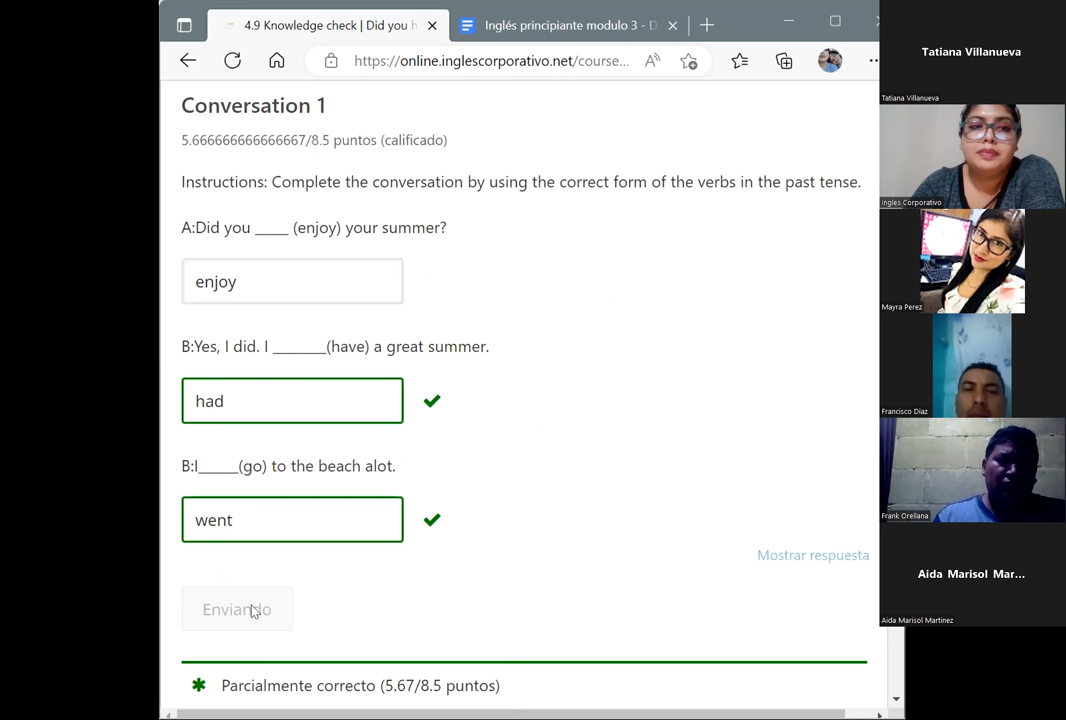 4.9 Knowledge check | Did you h
Inglés principiante modulo 3 - D
https://online.inglescorporativo.net/course...
Conversation 1
5.666666666666667/8.5 puntos (calificado)
Instructions: Complete the conversation by using the correct form of the verbs in the past tense.
A:Did you _____ (enjoy) your summer?
enjoy
B:Yes, I did. I _______(have) a great summer.
had
B:I_____(go) to the beach alot.
went
Mostrar respuesta
Enviando
Parcialmente correcto (5.67/8.5 puntos)
Tatiana Villanueva
Tatiana Villanueva
Ingles Corporativo
Mayra Perez
Francisco Diaz
Frank Orellana
Aida Marisol Mar...
Aida Marisol Martinez